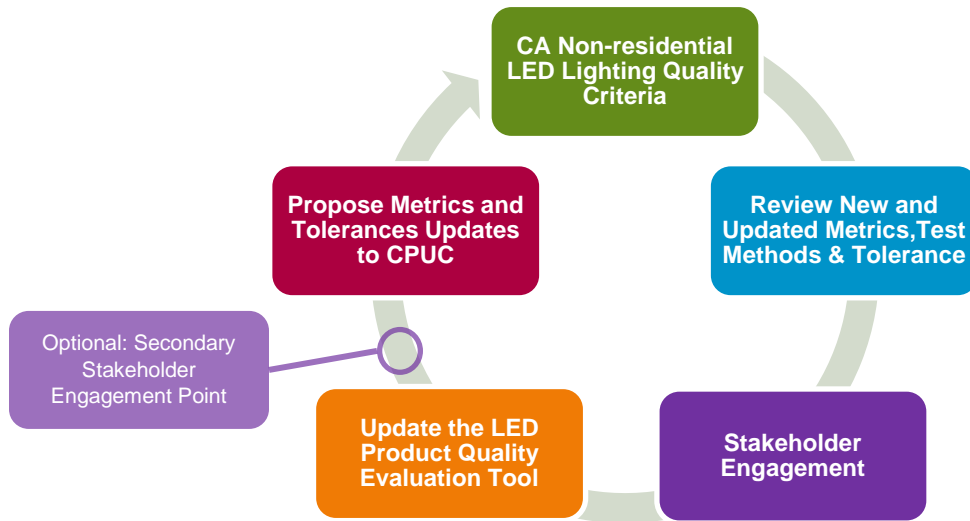 CA Non-residential
LED Lighting Quality
Criteria
Review New and
Updated Metrics,Test
Methods & Tolerance
Stakeholder
Engagement
Update the LED
Product Quality
Evaluation Tool
Optional: Secondary
Stakeholder
Engagement Point
Propose Metrics and
Tolerances Updates
to CPUC